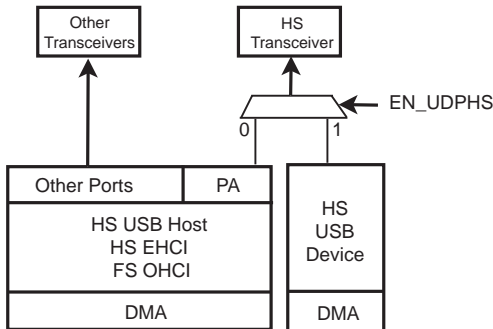 Other
Transceivers
HS
Transceiver
EN_UDPHS
0
1
Other Ports
PA
HS USB Host
HS EHCI
FS OHCI
DMA
HS
USB
Device
DMA